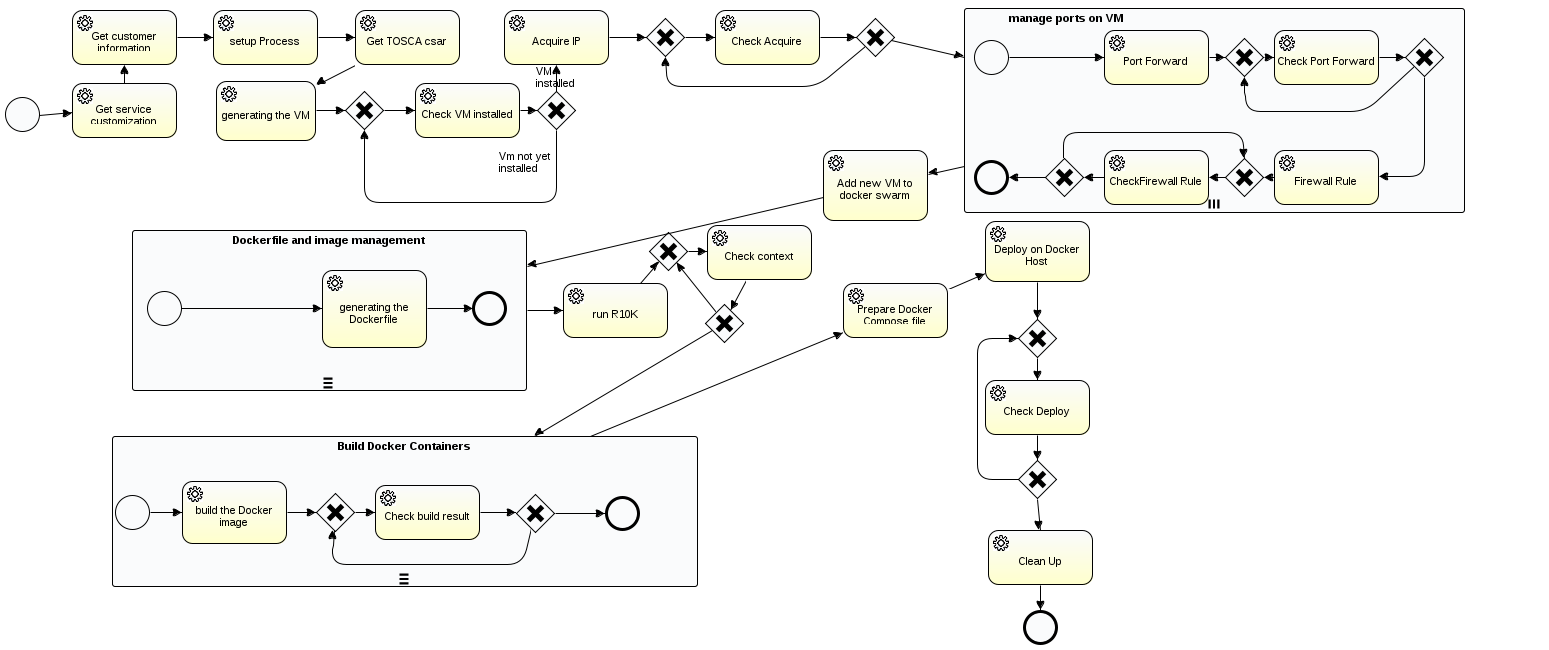 Get customer
information
setup Process
Get TOSCA csar
Acquire IP
Check Acquire
manage ports on VM
Port Forward
Check Port Forward
Get service
customization
generating the VM
Check VM installed
VM
installed
Vm not yet
installed
Add new VM to
docker swarm
CheckFirewall Rule
Firewall Rule
Dockerfile and image management
generating the
Dockerfile
run R10K
Check context
Prepare Docker
Compose file
Deploy on Docker
Host
Check Deploy
Build Docker Containers
build the Docker
image
Check build result
Clean Up